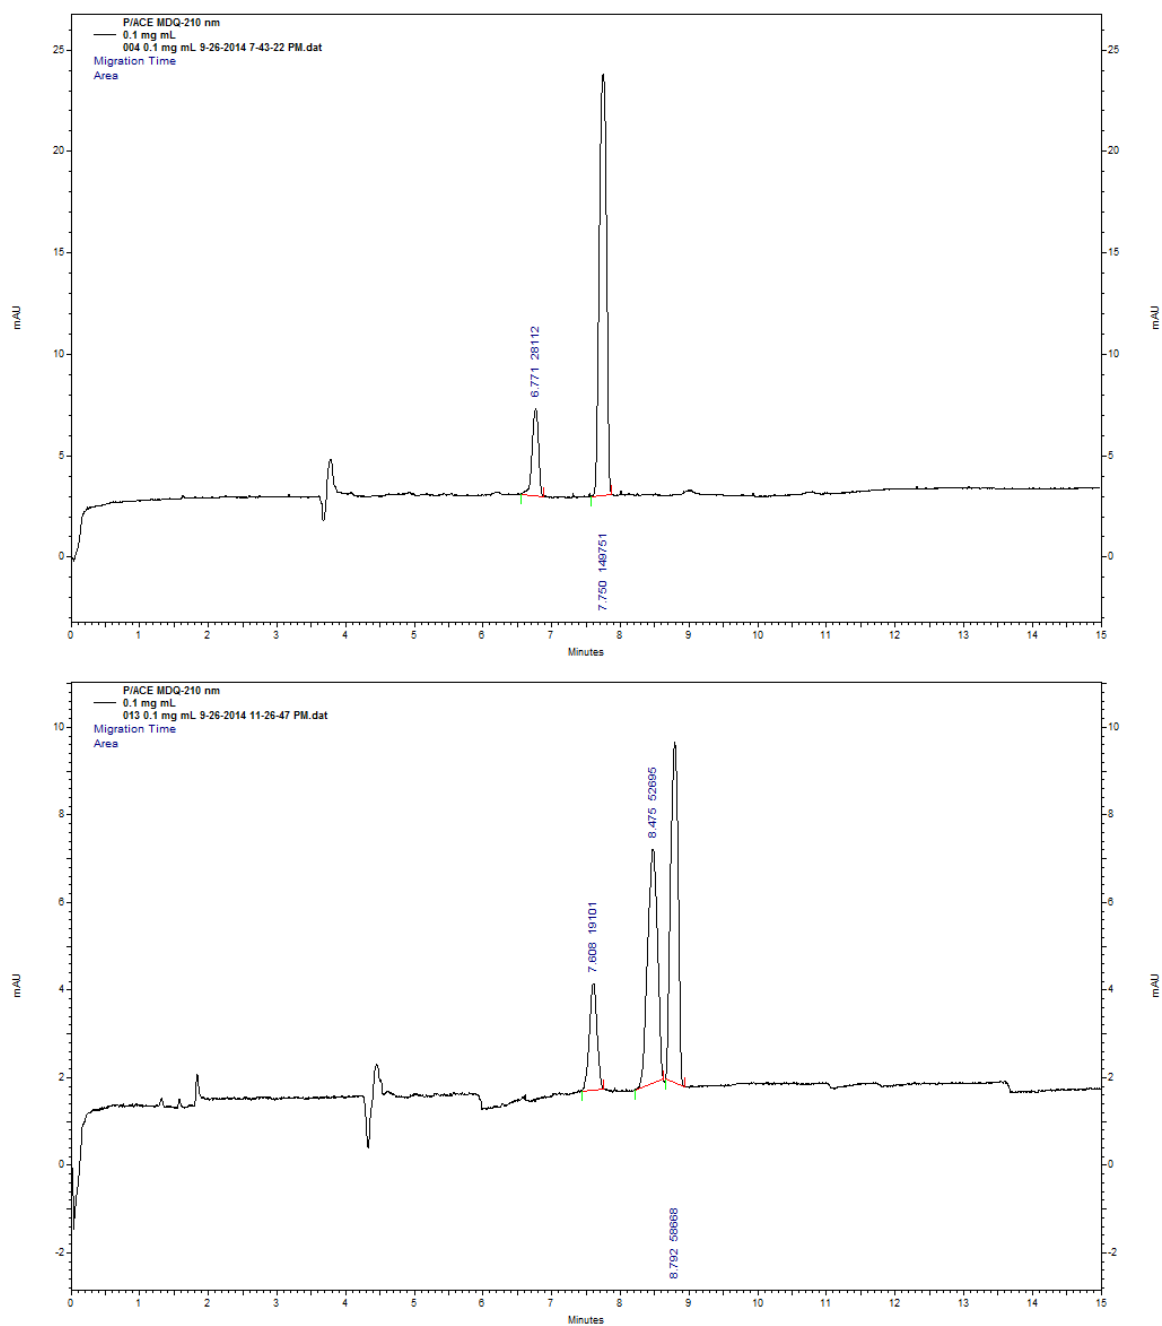 P/ACE MDQ-210 nm
0.1 mg mL
004 0.1 mg mL 9-26-2014 7-43-22 PM.dat
Migration Time
Area
25
20
15
10
5
0
mAU
6.771 28112
7.750 149751
25
20
15
10
5
0
mAU
0 1 2 3 4 5 6 7 8 9 10 11 12 13 14 15
Minutes
P/ACE MDQ-210 nm
0.1 mg mL
013 0.1 mg mL 9-26-2014 11-26-47 PM.dat
Migration Time
Area
10
8
6
4
2
0
-2
mAU
7.608 19101
8.475 52695
8.792 58668
10
8
6
4
2
0
-2
mAU
0 1 2 3 4 5 6 7 8 9 10 11 12 13 14 15
Minutes